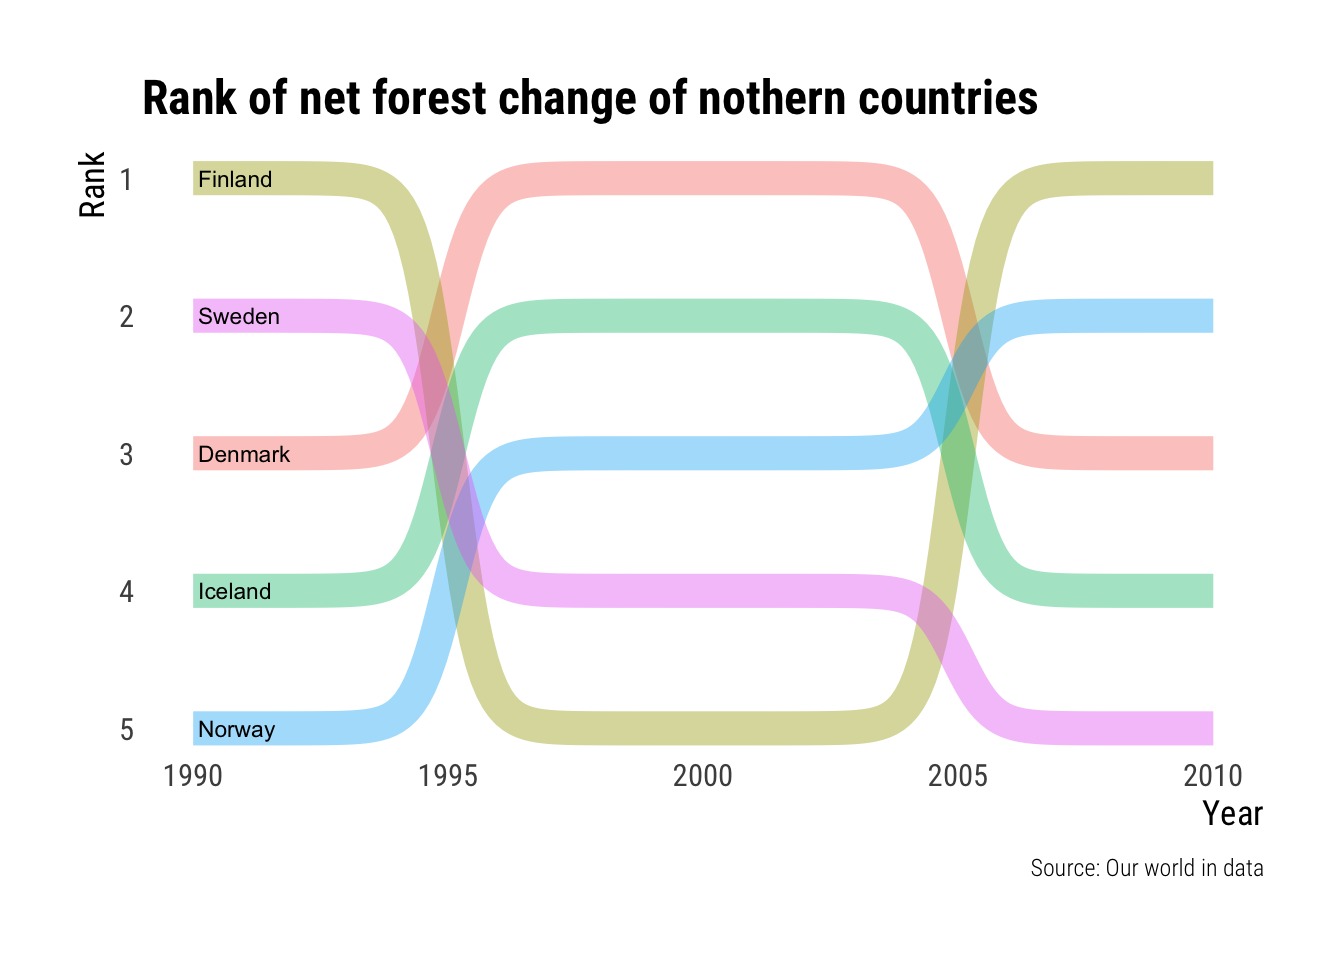 Rank of net forest change of nothern countries
Rank
1
Finland
2
Sweden
3
Denmark
4
Iceland
5
Norway
1990 1995 2000 2005 2010
Year
Source: Our world in data